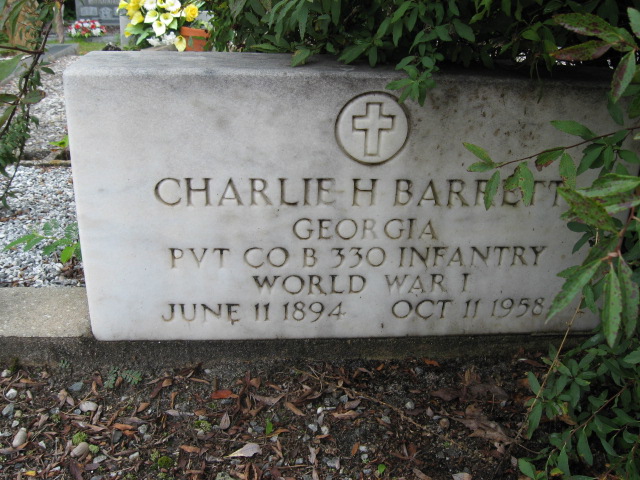 CHARLIE H BARRETT
GEORGIA
PVT CO B 330 INFANTRY
WORLD WAR I
JUNE 11 1894 OCT 11 1958